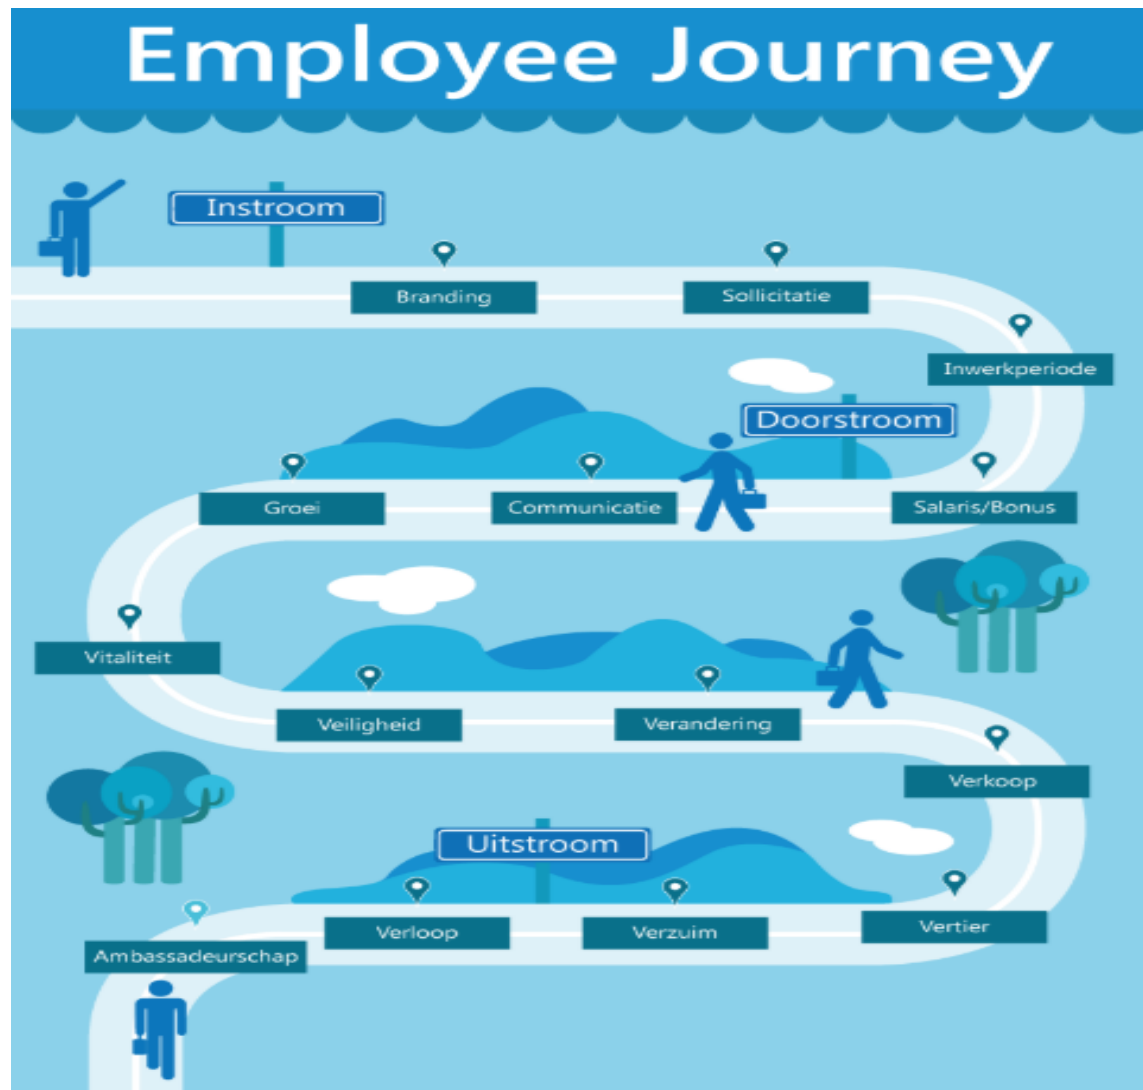 Employee Journey
Instroom
Branding
Sollicitatie
Inwerkperiode
Doorstroom
Salaris/Bonus
Communicatie
Groei
Vitaliteit
Veiligheid
Verandering
Verkoop
Vertier
Uitstroom
Verzuim
Verloop
Ambassadeurschap